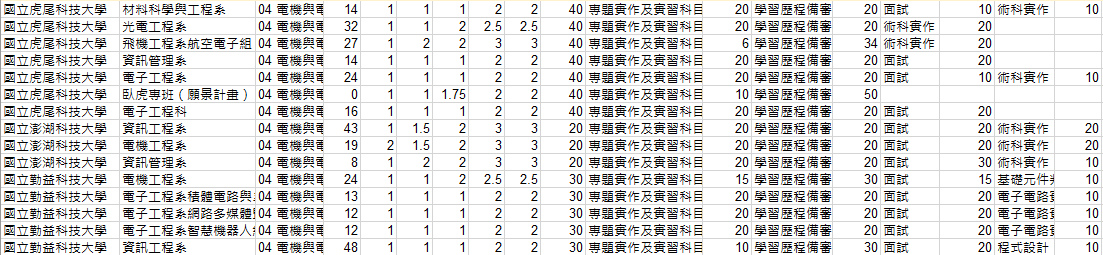 國立虎尾科技大學 材料科學與工程系 04 電機與電 14 1 1 1 2 2 40 專題實作及實習科目 20 學習歷程備審 20 面試 10 術科實作 10
國立虎尾科技大學 光電工程系 04 電機與電 32 1 1 2 2.5 2.5 40 專題實作及實習科目 20 學習歷程備審 20 術科實作 20
國立虎尾科技大學 飛機工程系航空電子組 04 電機與電 27 1 2 2 3 3 40 專題實作及實習科目 6 學習歷程備審 34 術科實作 20
國立虎尾科技大學 資訊管理系 04 電機與電 14 1 1 1 2 2 40 專題實作及實習科目 20 學習歷程備審 20 面試 20
國立虎尾科技大學 電子工程系 04 電機與電 24 1 1 1 2 2 40 專題實作及實習科目 20 學習歷程備審 20 面試 10 術科實作 10
國立虎尾科技大學 臥虎專班（願景計畫） 04 電機與電 0 1 1 1.75 2 2 40 專題實作及實習科目 10 學習歷程備審 50
國立虎尾科技大學 電子工程科 04 電機與電 16 1 1 1 2 2 40 專題實作及實習科目 20 學習歷程備審 20 面試 20
國立澎湖科技大學 資訊工程系 04 電機與電 43 1 1.5 2 3 3 20 專題實作及實習科目 20 學習歷程備審 20 面試 20 術科實作 20
國立澎湖科技大學 電機工程系 04 電機與電 19 2 1.5 2 3 3 20 專題實作及實習科目 20 學習歷程備審 20 面試 20 術科實作 20
國立澎湖科技大學 資訊管理系 04 電機與電 8 1 2 2 3 3 20 專題實作及實習科目 20 學習歷程備審 20 面試 30 術科實作 10
國立勤益科技大學 電機工程系 04 電機與電 24 1 1 2 2.5 2.5 30 專題實作及實習科目 15 學習歷程備審 30 面試 15 基礎元件 10
國立勤益科技大學 電子工程系積體電路與 04 電機與電 13 1 1 1 2 2 30 專題實作及實習科目 20 學習歷程備審 20 面試 20 電子電路 10
國立勤益科技大學 電子工程系網路多媒體 04 電機與電 12 1 1 1 2 2 30 專題實作及實習科目 20 學習歷程備審 20 面試 20 電子電路 10
國立勤益科技大學 電子工程系智慧機器人 04 電機與電 12 1 1 1 2 2 30 專題實作及實習科目 20 學習歷程備審 20 面試 20 電子電路 10
國立勤益科技大學 資訊工程系 04 電機與電 48 1 1 1 2 2 30 專題實作及實習科目 10 學習歷程備審 30 面試 20 程式設計 10